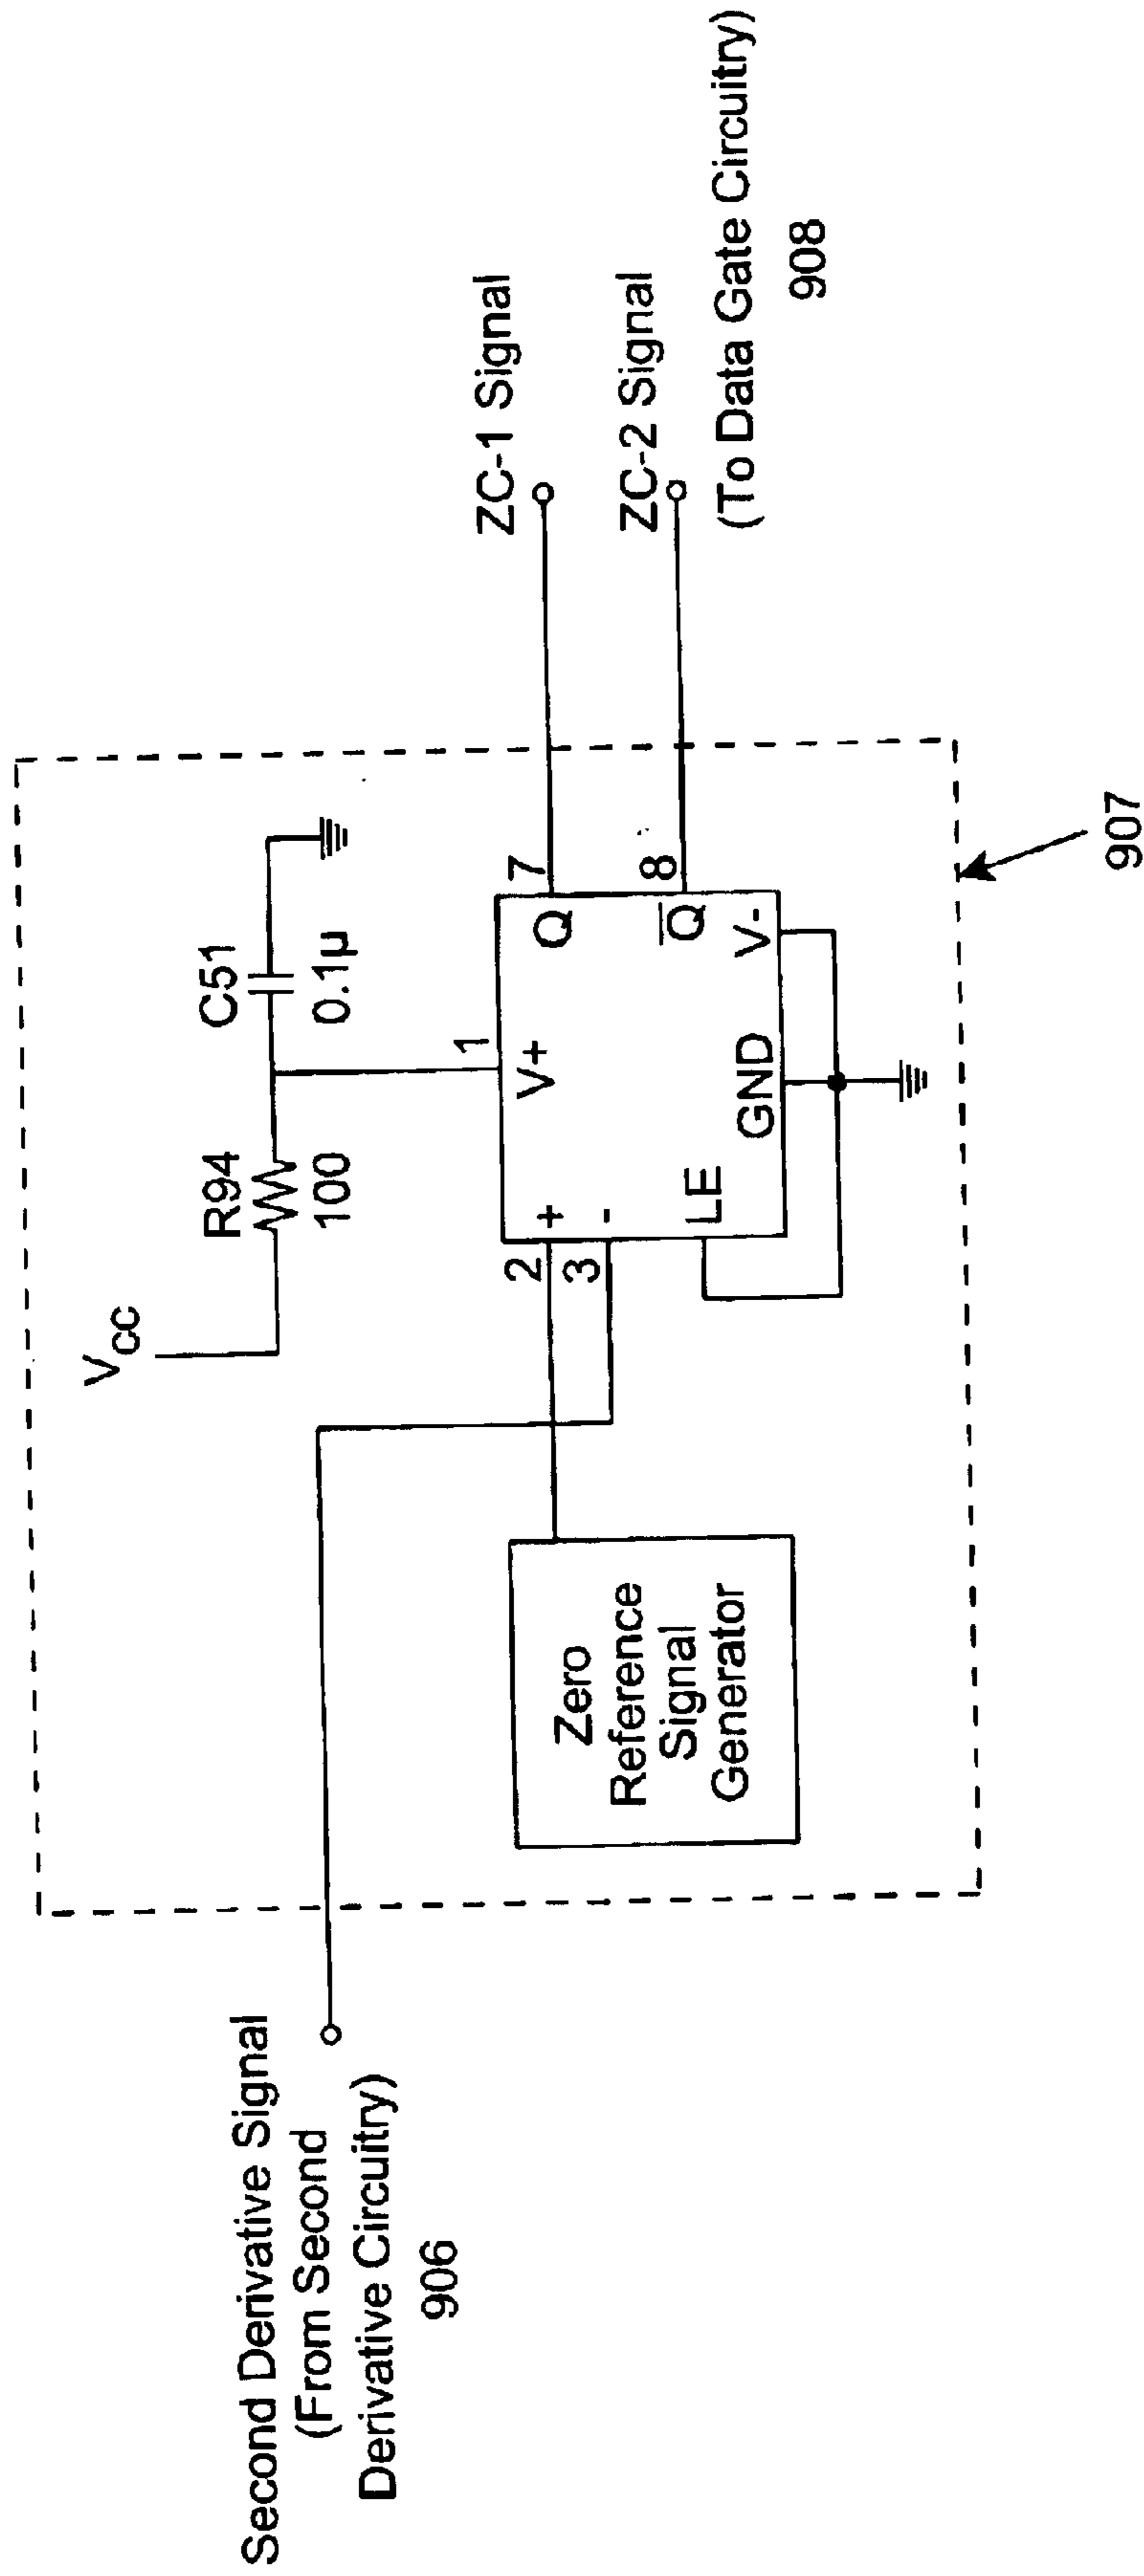 Second Derivative Signal
(From Second
Derivative Circuitry)
906
V_CC
R94
100
C51
0.1µ
Zero
Reference
Signal
Generator
2
3
1
+
-
LE
V+
GND
V-
Q
Q̅
7
8
ZC-1 Signal
ZC-2 Signal
(To Data Gate Circuitry)
908
907